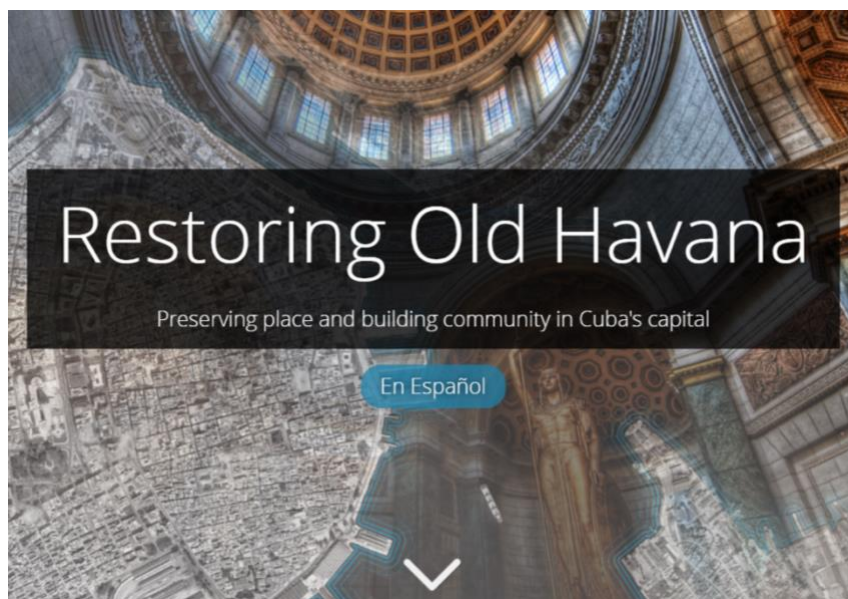 Restoring Old Havana
Preserving place and building community in Cuba's capital
En Español